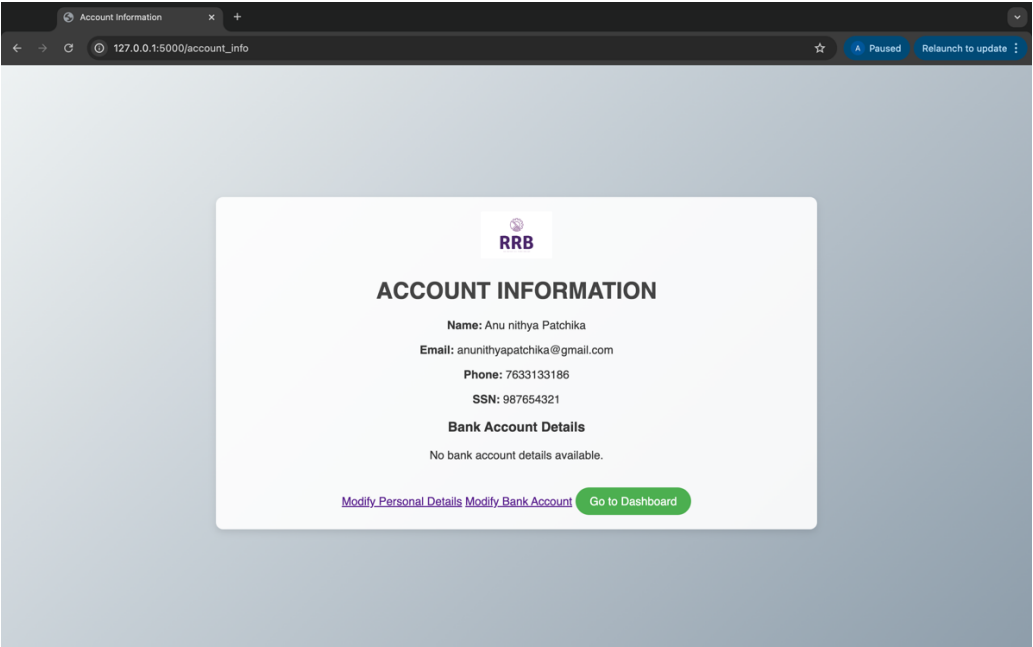 Account Information
127.0.0.1:5000/account_info
A Paused
Relaunch to update
RRB
ACCOUNT INFORMATION
Name: Anu nithya Patchika
Email: anunithyapatchika@gmail.com
Phone: 7633133186
SSN: 987654321
Bank Account Details
No bank account details available.
Modify Personal Details Modify Bank Account Go to Dashboard